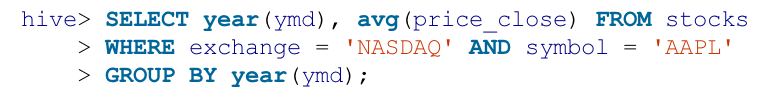 hive> SELECT year(ymd), avg(price_close) FROM stocks
> WHERE exchange = 'NASDAQ' AND symbol = 'AAPL'
> GROUP BY year(ymd);